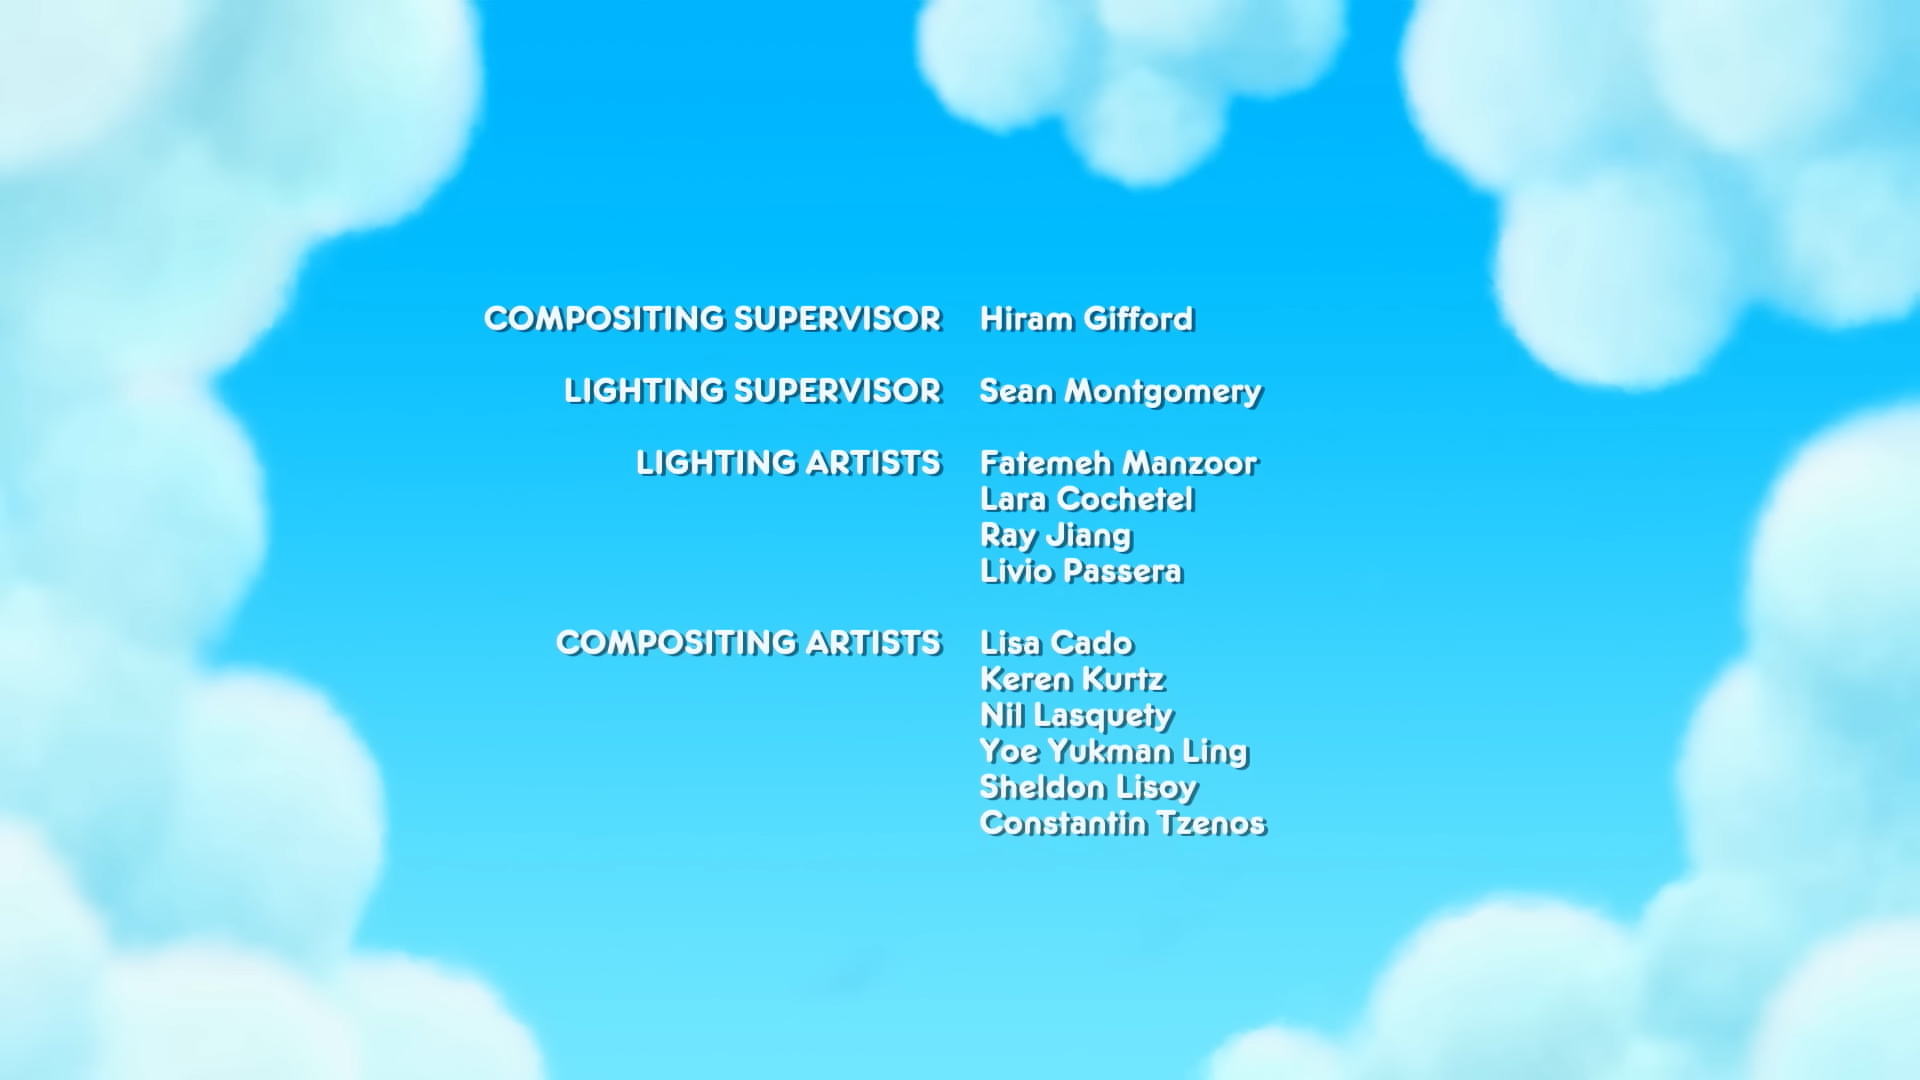 COMPOSITING SUPERVISOR Hiram Gifford
LIGHTING SUPERVISOR Sean Montgomery
LIGHTING ARTISTS Fatemeh Manzoor
Lara Cochetel
Ray Jiang
Livio Passera
COMPOSITING ARTISTS Lisa Cado
Keren Kurtz
Nil Lasquety
Yoe Yukman Ling
Sheldon Lisoy
Constantin Tzenos